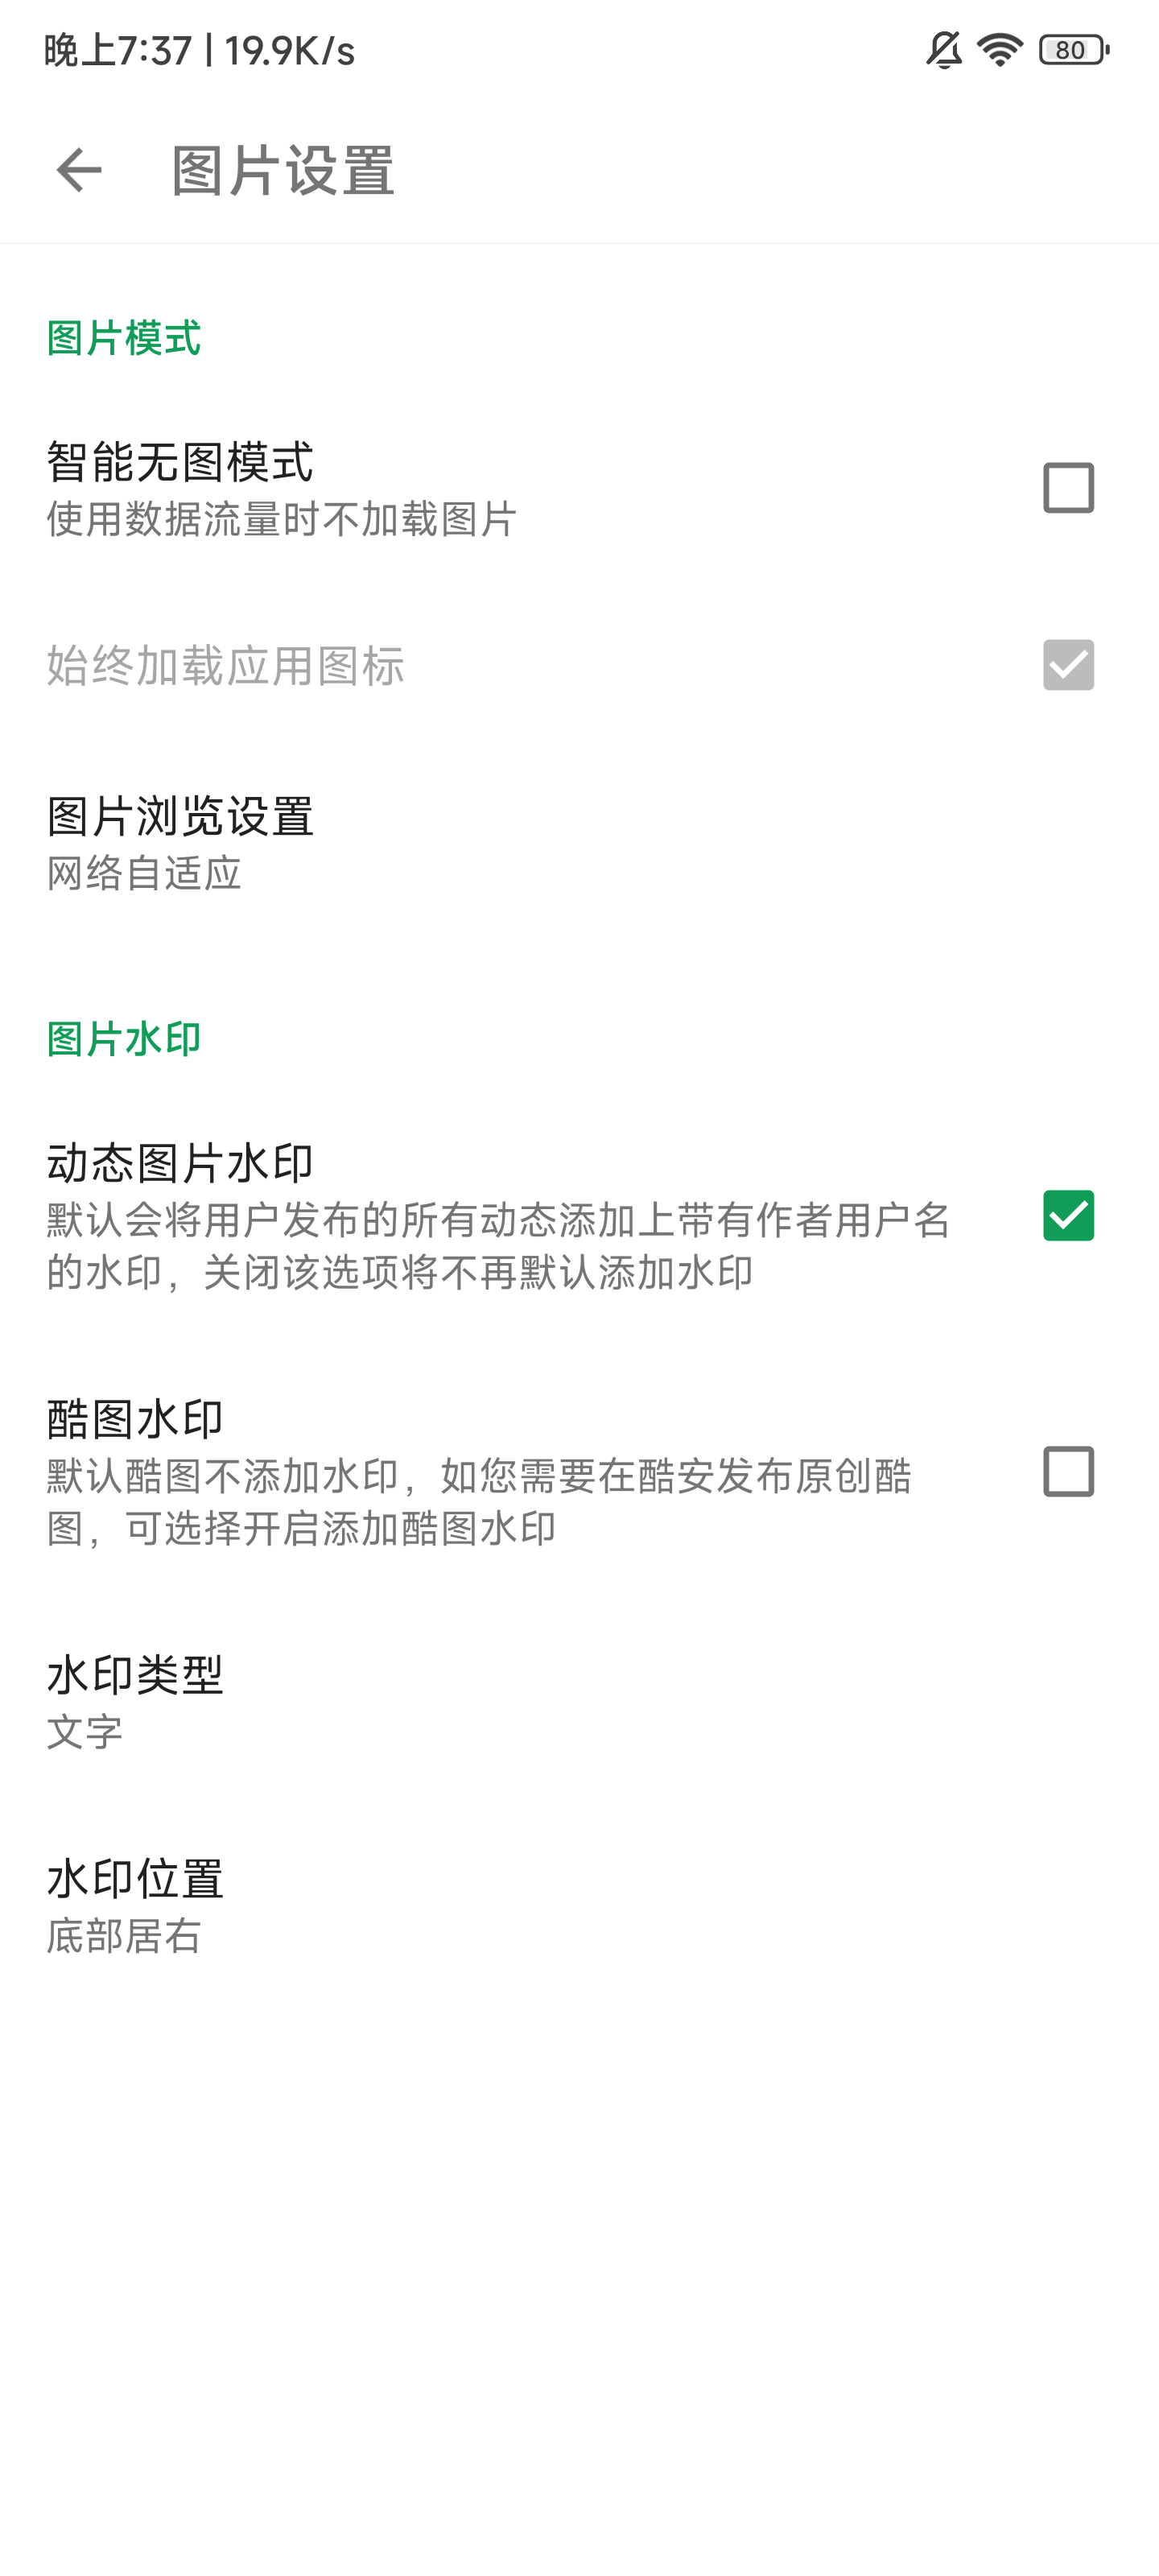 晚上7:37 | 19.9K/s
80
图片设置
图片模式
智能无图模式
使用数据流量时不加载图片
始终加载应用图标
图片浏览设置
网络自适应
图片水印
动态图片水印
默认会将用户发布的所有动态添加上带有作者用户名
的水印，关闭该选项将不再默认添加水印
酷图水印
默认酷图不添加水印，如您需要在酷安发布原创酷
图，可选择开启添加酷图水印
水印类型
文字
水印位置
底部居右